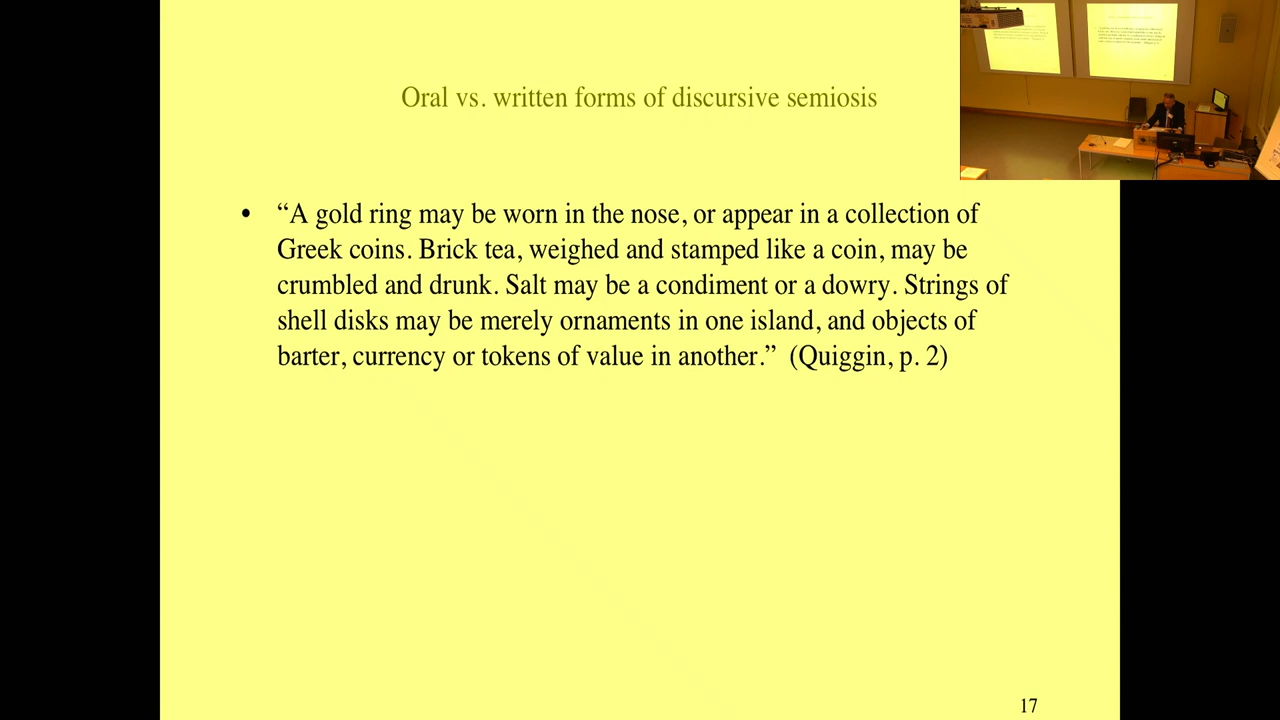 Oral vs. written forms of discursive semiosis
• “A gold ring may be worn in the nose, or appear in a collection of
Greek coins. Brick tea, weighed and stamped like a coin, may be
crumbled and drunk. Salt may be a condiment or a dowry. Strings of
shell disks may be merely ornaments in one island, and objects of
barter, currency or tokens of value in another.” (Quiggin, p. 2)
17